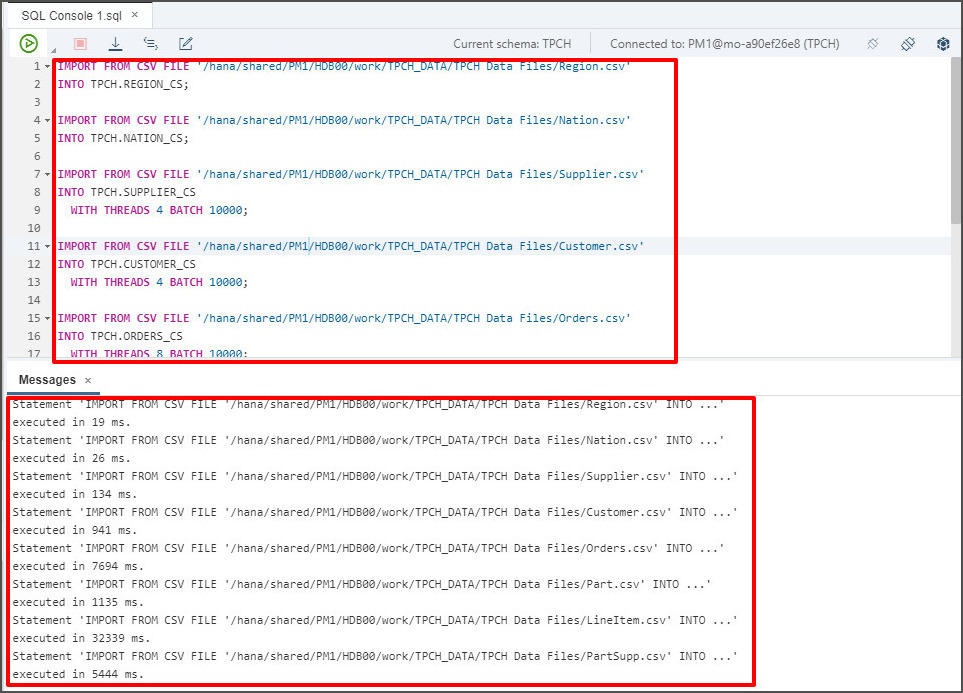 SQL Console 1.sql ×
Current schema: TPCH Connected to: PM1@mo-a90ef26e8 (TPCH)
1 IMPORT FROM CSV FILE '/hana/shared/PM1/HDB00/work/TPCH_DATA/TPCH Data Files/Region.csv'
2 INTO TPCH.REGION_CS;
3
4 IMPORT FROM CSV FILE '/hana/shared/PM1/HDB00/work/TPCH_DATA/TPCH Data Files/Nation.csv'
5 INTO TPCH.NATION_CS;
6
7 IMPORT FROM CSV FILE '/hana/shared/PM1/HDB00/work/TPCH_DATA/TPCH Data Files/Supplier.csv'
8 INTO TPCH.SUPPLIER_CS
9 WITH THREADS 4 BATCH 10000;
10
11 IMPORT FROM CSV FILE '/hana/shared/PM1/HDB00/work/TPCH_DATA/TPCH Data Files/Customer.csv'
12 INTO TPCH.CUSTOMER_CS
13 WITH THREADS 4 BATCH 10000;
14
15 IMPORT FROM CSV FILE '/hana/shared/PM1/HDB00/work/TPCH_DATA/TPCH Data Files/Orders.csv'
16 INTO TPCH.ORDERS_CS
17 WITH THREADS 8 BATCH 10000;
Messages ×
Statement 'IMPORT FROM CSV FILE '/hana/shared/PM1/HDB00/work/TPCH_DATA/TPCH Data Files/Region.csv' INTO ...'
executed in 19 ms.
Statement 'IMPORT FROM CSV FILE '/hana/shared/PM1/HDB00/work/TPCH_DATA/TPCH Data Files/Nation.csv' INTO ...'
executed in 26 ms.
Statement 'IMPORT FROM CSV FILE '/hana/shared/PM1/HDB00/work/TPCH_DATA/TPCH Data Files/Supplier.csv' INTO ...'
executed in 134 ms.
Statement 'IMPORT FROM CSV FILE '/hana/shared/PM1/HDB00/work/TPCH_DATA/TPCH Data Files/Customer.csv' INTO ...'
executed in 941 ms.
Statement 'IMPORT FROM CSV FILE '/hana/shared/PM1/HDB00/work/TPCH_DATA/TPCH Data Files/Orders.csv' INTO ...'
executed in 7694 ms.
Statement 'IMPORT FROM CSV FILE '/hana/shared/PM1/HDB00/work/TPCH_DATA/TPCH Data Files/Part.csv' INTO ...'
executed in 1135 ms.
Statement 'IMPORT FROM CSV FILE '/hana/shared/PM1/HDB00/work/TPCH_DATA/TPCH Data Files/LineItem.csv' INTO ...'
executed in 32339 ms.
Statement 'IMPORT FROM CSV FILE '/hana/shared/PM1/HDB00/work/TPCH_DATA/TPCH Data Files/PartSupp.csv' INTO ...'
executed in 5444 ms.